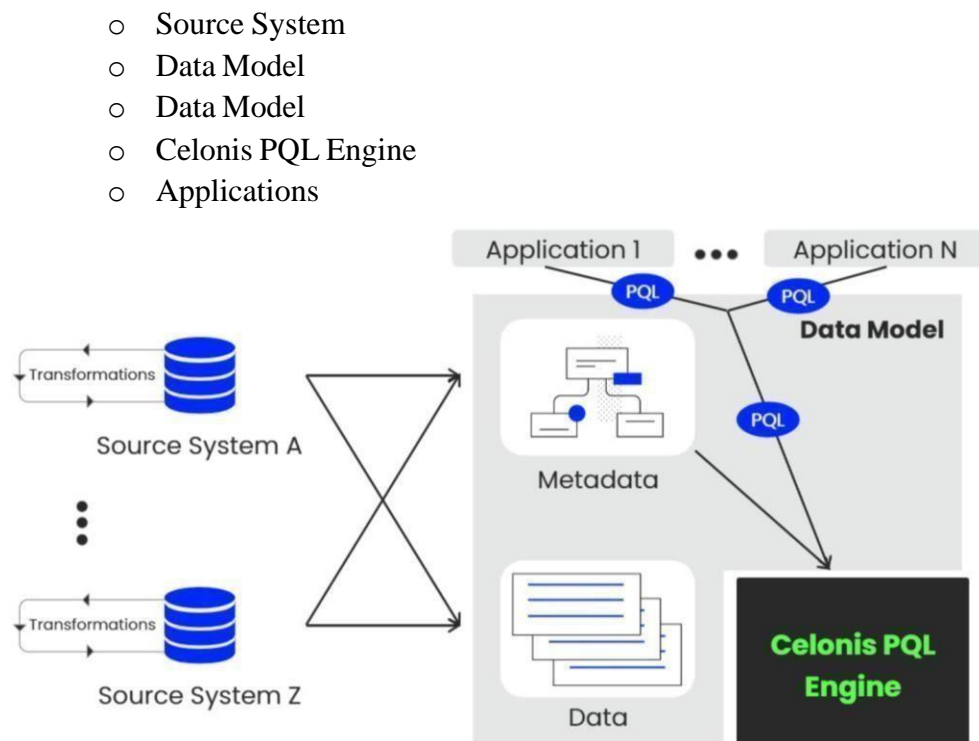 o Source System
o Data Model
o Data Model
o Celonis PQL Engine
o Applications
Application 1 ••• Application N
PQL PQL
Data Model
Transformations
Source System A
PQL
Metadata
Transformations
Source System Z
Celonis PQL
Engine
Data